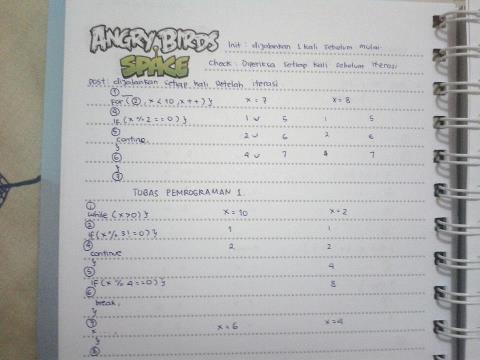 ANGRY BIRDS
SPACE
Init : dijalankan 1 kali sebelum mulai
Check : Diperiksa setiap kali sebelum iterasi
post : dijalankan setiap kali setelah iterasi
①
for (②, x < 10, x++) { x = 7 x = 8
④
if (x % 2 == 0) { 1 ✓ 5 1 5
⑤
continue 2 ✓ 6 2 6
}
⑥ 4 ✓ 7 4 7
}
⑦
TUGAS PEMROGRAMAN 1.
①
while (x>0) { x = 10 x = 2
②
if (x % 3 != 0) { 1 1
④ 2 2
continue
} 4
⑤
if (x % 4 == 0) { 8
⑥
break,
}
⑦ x = 6 x = 4
}
⑧